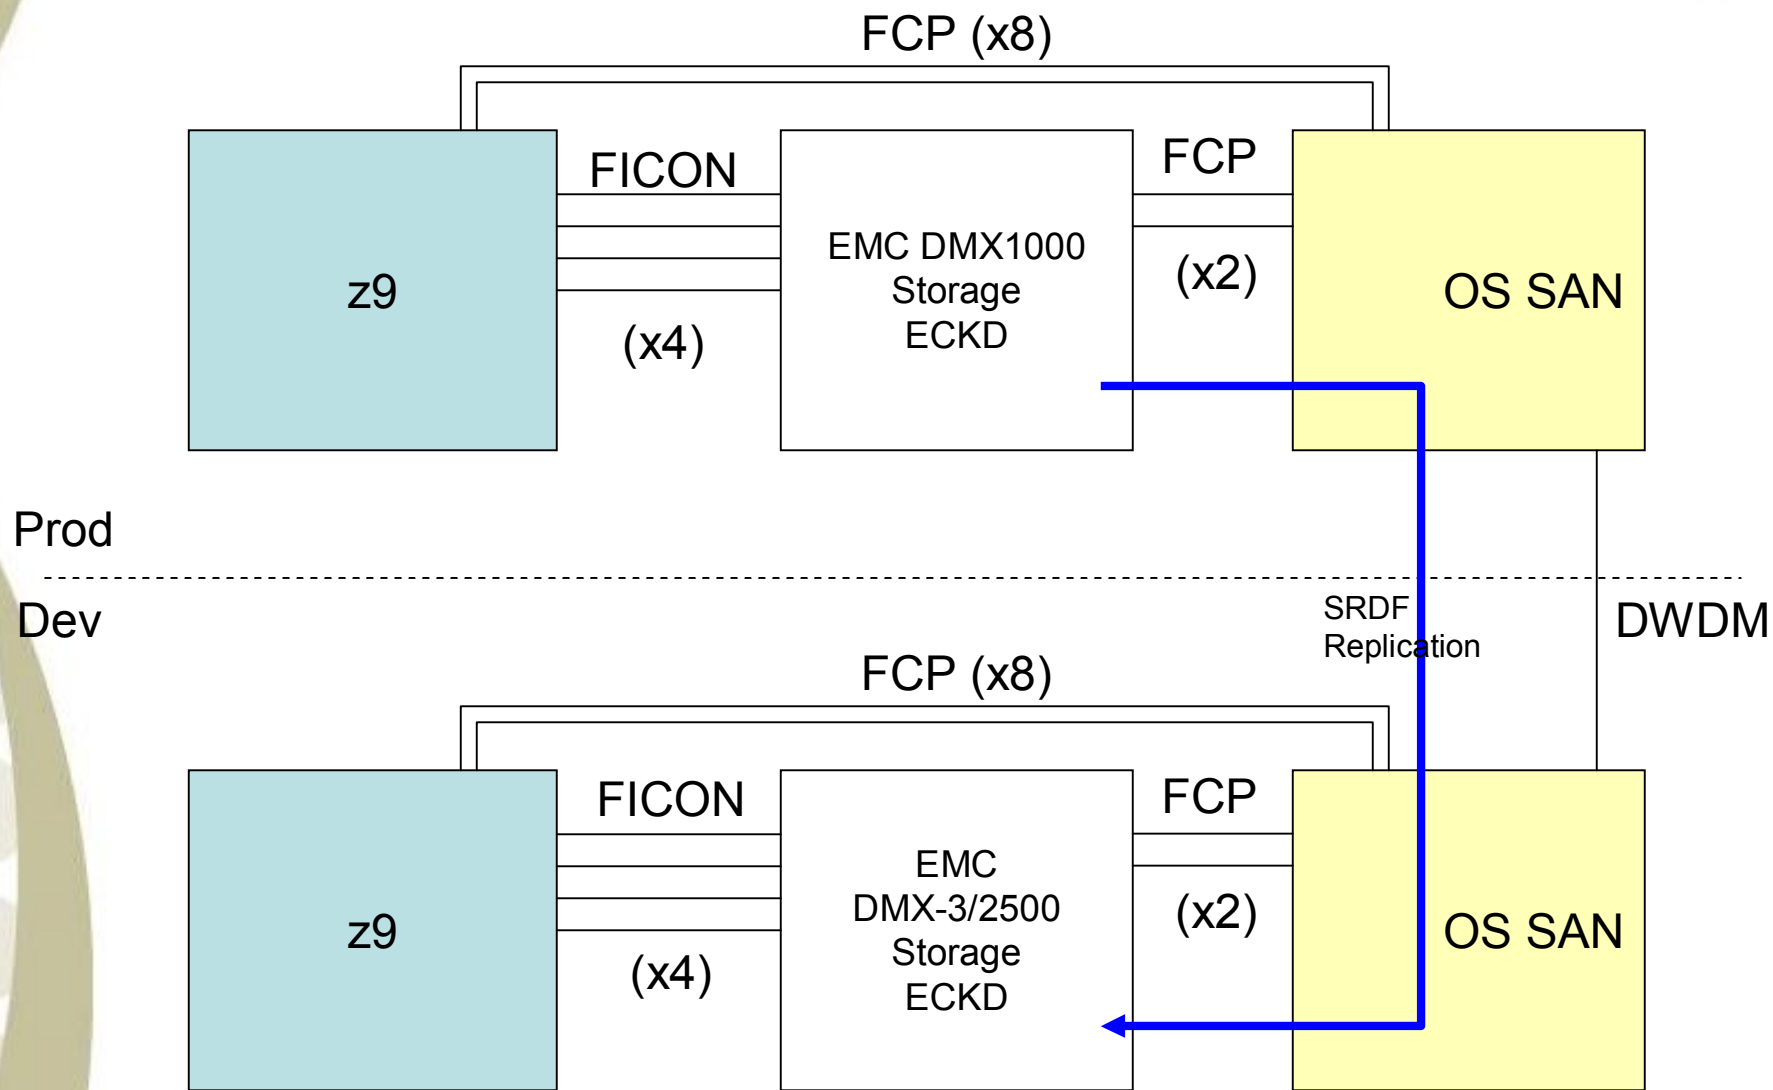 FCP (x8)
FICON
FCP
z9
(x4)
EMC DMX1000
Storage
ECKD
(x2)
OS SAN
Prod
Dev
SRDF
Replication
DWDM
FCP (x8)
FICON
FCP
z9
(x4)
EMC
DMX-3/2500
Storage
ECKD
(x2)
OS SAN